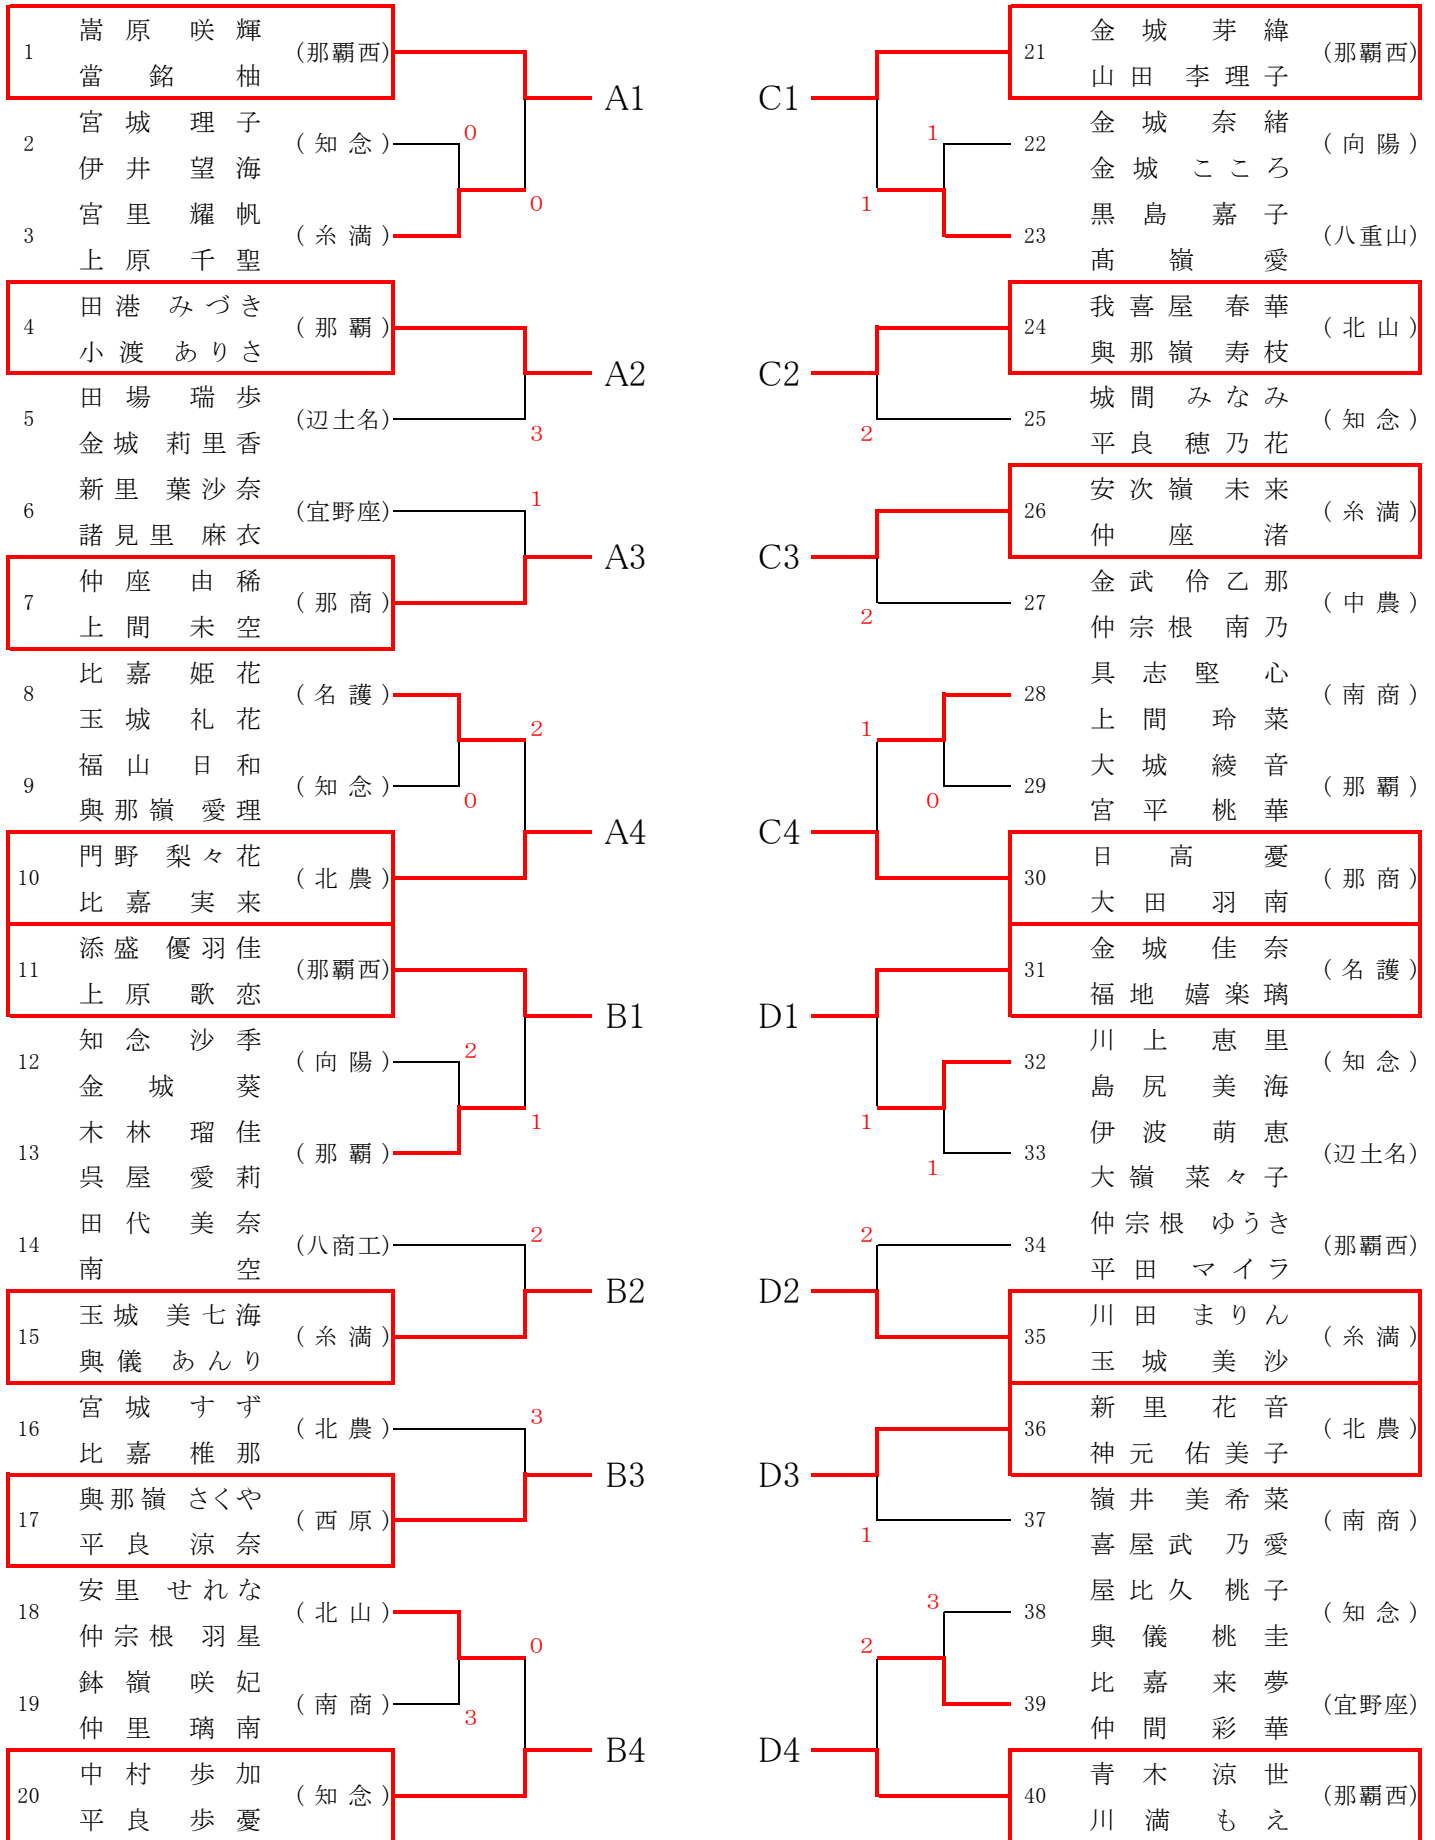 1 嵩原 咲輝 (那覇西)
當銘 柚
A1
2 宮城 理子 (知念) 0
伊井 望海
0
3 宮里 耀帆 (糸満)
上原 千聖
4 田港 みづき (那覇)
小渡 ありさ
A2
5 田場 瑞歩 (辺土名)
金城 莉里香
3
6 新里 葉沙奈 (宜野座) 1
諸見里 麻衣
A3
7 仲座 由稀 (那商)
上間 未空
8 比嘉 姫花 (名護)
玉城 礼花
2
9 福山 日和 (知念) 0
與那嶺 愛理
A4
10 門野 梨々花 (北農)
比嘉 実来
11 添盛 優羽佳 (那覇西)
上原 歌恋
B1
12 知念 沙季 (向陽) 2
金城 葵
1
13 木林 瑠佳 (那覇)
呉屋 愛莉
14 田代 美奈 (八商工) 2
南 空
B2
15 玉城 美七海 (糸満)
與儀 あんり
16 宮城 すず (北農) 3
比嘉 椎那
B3
17 與那嶺 さくや (西原)
平良 涼奈
18 安里 せれな (北山)
仲宗根 羽星
0
19 鉢嶺 咲妃 (南商) 3
仲里 璃南
B4
20 中村 歩加 (知念)
平良 歩憂
21 金城 芽緯 (那覇西)
山田 李理子
C1
1 22 金城 奈緒 (向陽)
金城 こころ
1
23 黒島 嘉子 (八重山)
髙嶺 愛
24 我喜屋 春華 (北山)
與那嶺 寿枝
C2
25 城間 みなみ (知念)
平良 穂乃花
2
26 安次嶺 未来 (糸満)
仲座 渚
C3
27 金武 伶乙那 (中農)
仲宗根 南乃
2
28 具志堅 心 (南商)
上間 玲菜
1
0 29 大城 綾音 (那覇)
宮平 桃華
C4
30 日高 憂 (那商)
大田 羽南
31 金城 佳奈 (名護)
福地 嬉楽璃
D1
32 川上 恵里 (知念)
島尻 美海
1
1 33 伊波 萌恵 (辺土名)
大嶺 菜々子
2 34 仲宗根 ゆうき (那覇西)
平田 マイラ
D2
35 川田 まりん (糸満)
玉城 美沙
36 新里 花音 (北農)
神元 佑美子
D3
37 嶺井 美希菜 (南商)
喜屋武 乃愛
1
3 38 屋比久 桃子 (知念)
與儀 桃圭
2
39 比嘉 来夢 (宜野座)
仲間 彩華
D4
40 青木 涼世 (那覇西)
川満 もえ